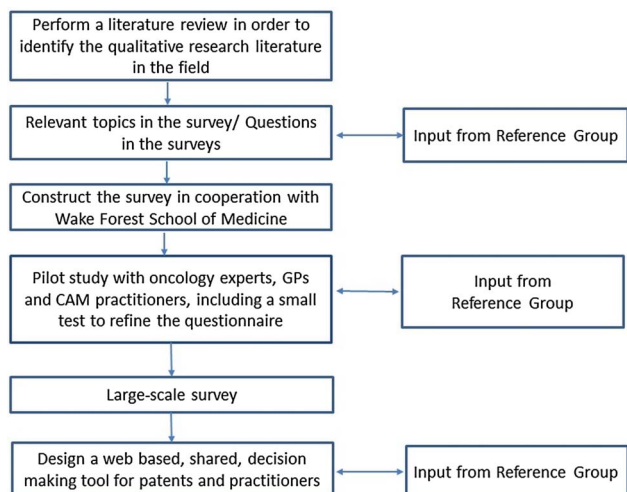 Perform a literature review in order to
identify the qualitative research literature
in the field
Relevant topics in the survey/ Questions
in the surveys
Input from Reference Group
Construct the survey in cooperation with
Wake Forest School of Medicine
Pilot study with oncology experts, GPs
and CAM practitioners, including a small
test to refine the questionnaire
Input from
Reference Group
Large-scale survey
Design a web based, shared, decision
making tool for patents and practitioners
Input from Reference Group